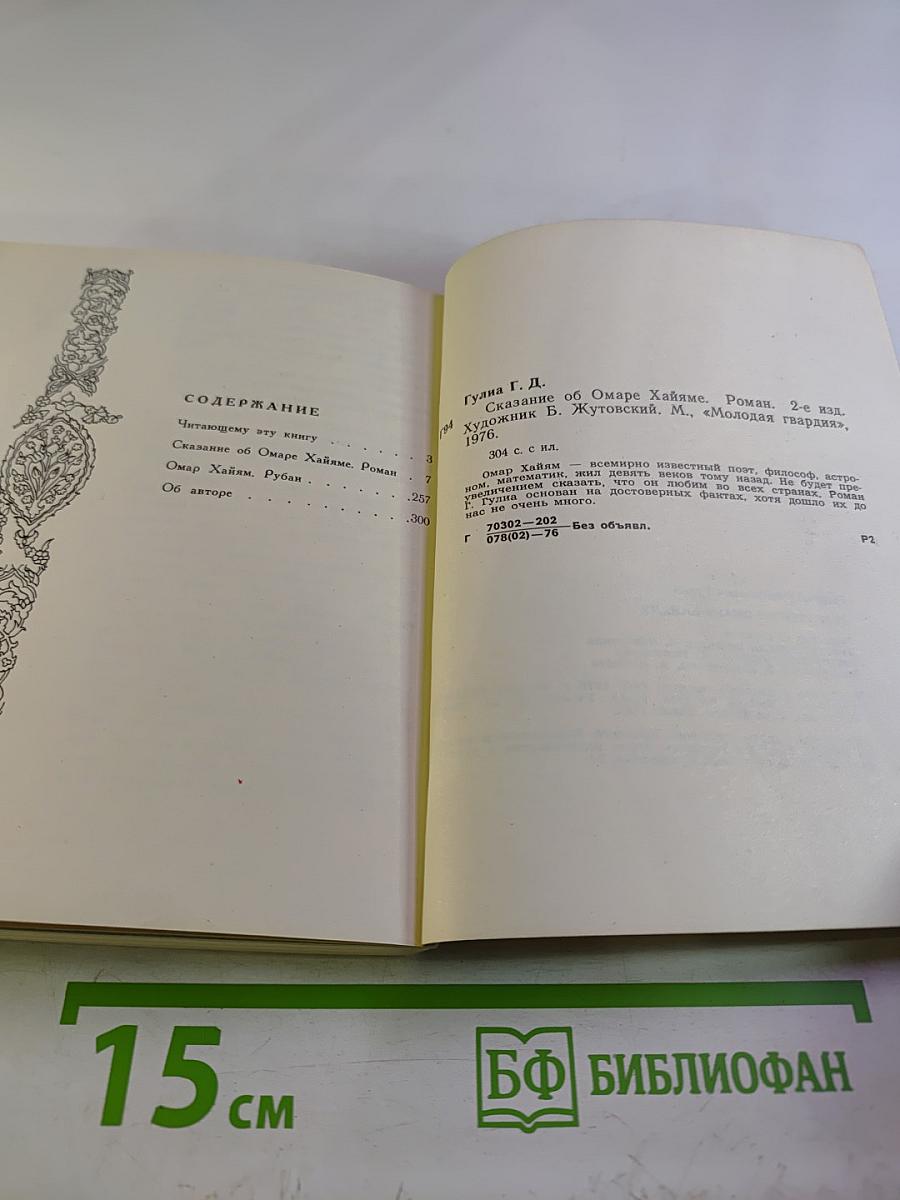 СОДЕРЖАНИЕ
Читающему эту книгу . . . . . . 3
Сказание об Омаре Хайяме. Роман . 7
Омар Хайям. Рубаи . . . . . . .257
Об авторе . . . . . . . .300
Гулиа Г. Д.
Г94 Сказание об Омаре Хайяме. Роман. 2-е изд.
Художник Б. Жутовский. М., «Молодая гвардия»,
1976.
304 с. с ил.
Омар Хайям — всемирно известный поэт, философ, астро-
ном, математик, жил девять веков тому назад. Не будет пре-
увеличением сказать, что он любим во всех странах. Роман
Г. Гулиа основан на достоверных фактах, хотя дошло их до
нас не очень много.
Г 70302—202
078(02)—76 Без объявл. Р2
15 см
БФ БИБЛИОФАН